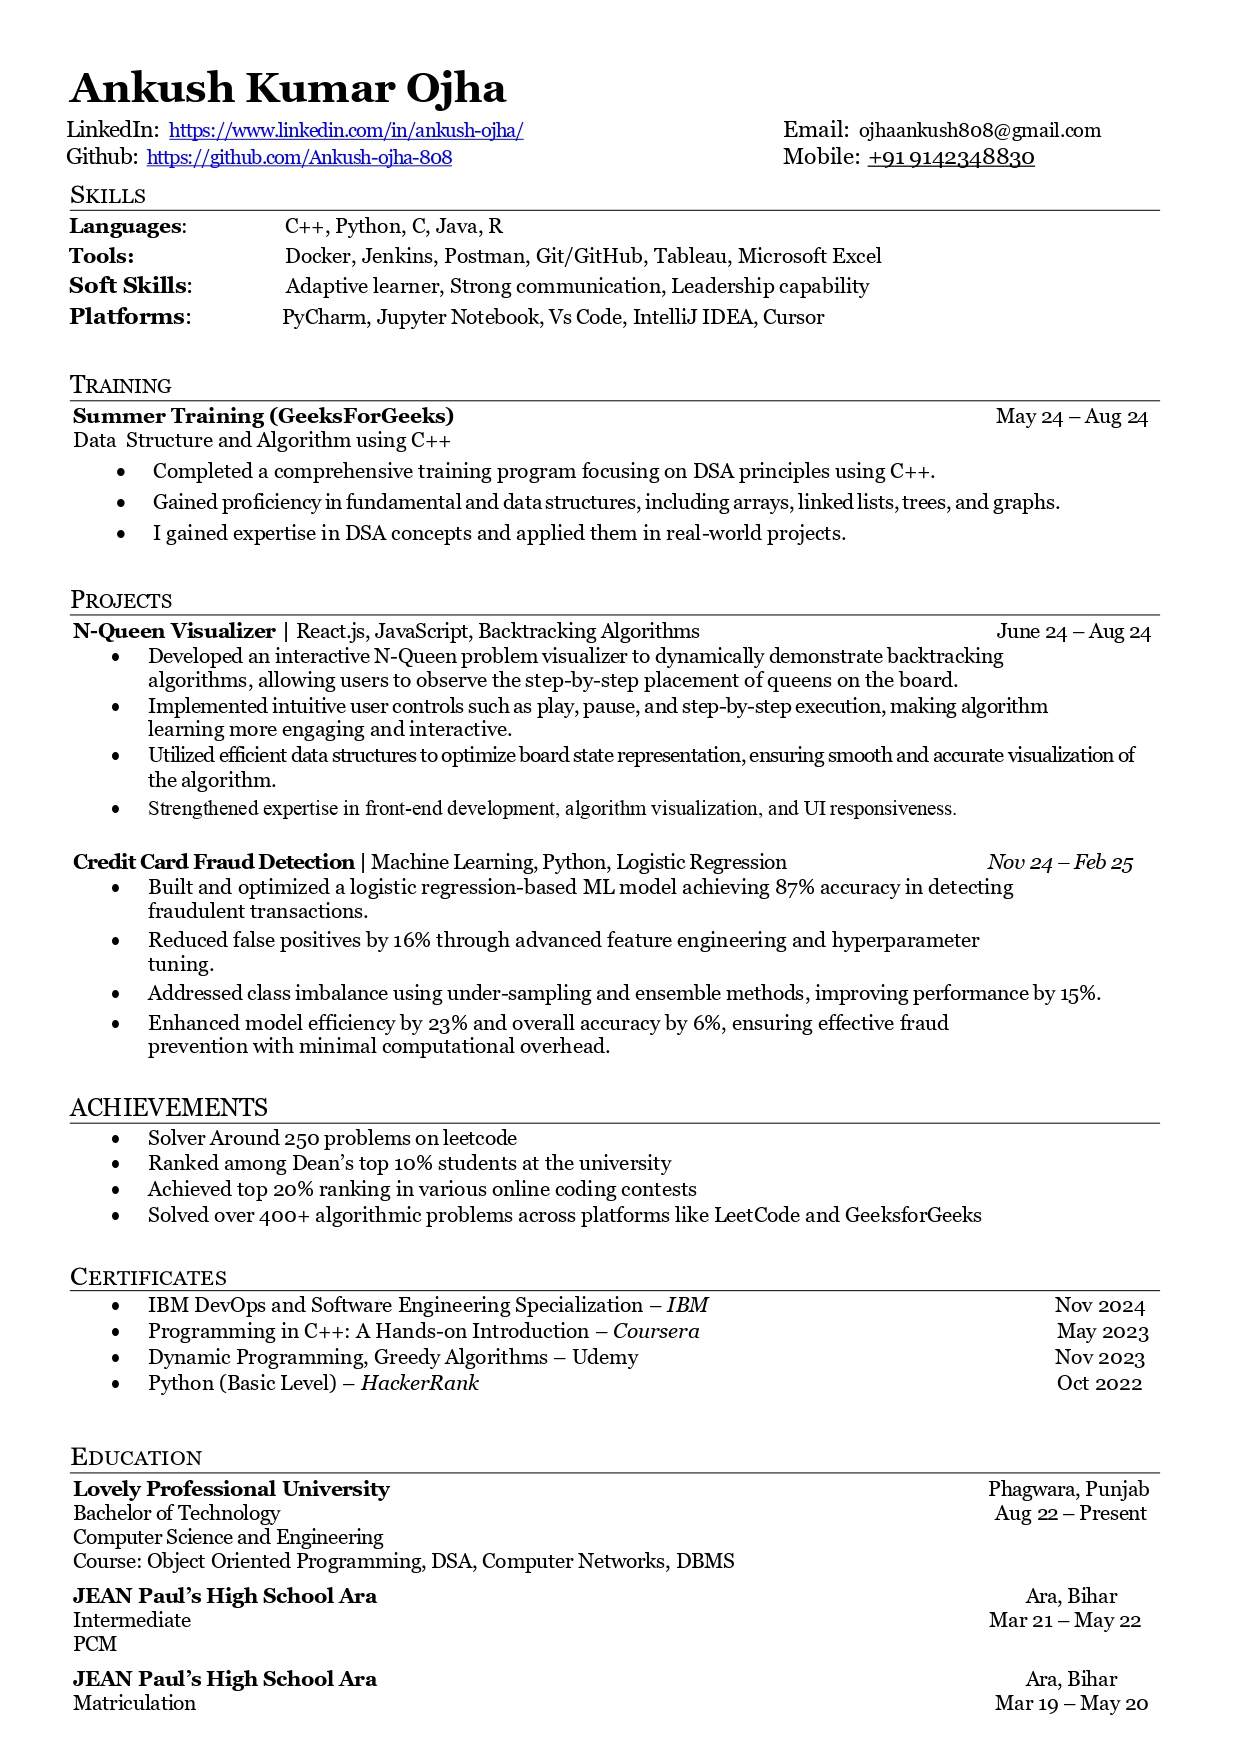 Ankush Kumar Ojha
LinkedIn: https://www.linkedin.com/in/ankush-ojha/ Email: ojhaankush808@gmail.com
Github: https://github.com/Ankush-ojha-808 Mobile: +91 9142348830
SKILLS
Languages: C++, Python, C, Java, R
Tools: Docker, Jenkins, Postman, Git/GitHub, Tableau, Microsoft Excel
Soft Skills: Adaptive learner, Strong communication, Leadership capability
Platforms: PyCharm, Jupyter Notebook, Vs Code, IntelliJ IDEA, Cursor
TRAINING
Summer Training (GeeksForGeeks) May 24 – Aug 24
Data Structure and Algorithm using C++
• Completed a comprehensive training program focusing on DSA principles using C++.
• Gained proficiency in fundamental and data structures, including arrays, linked lists, trees, and graphs.
• I gained expertise in DSA concepts and applied them in real-world projects.
PROJECTS
N-Queen Visualizer | React.js, JavaScript, Backtracking Algorithms June 24 – Aug 24
• Developed an interactive N-Queen problem visualizer to dynamically demonstrate backtracking
algorithms, allowing users to observe the step-by-step placement of queens on the board.
• Implemented intuitive user controls such as play, pause, and step-by-step execution, making algorithm
learning more engaging and interactive.
• Utilized efficient data structures to optimize board state representation, ensuring smooth and accurate visualization of
the algorithm.
• Strengthened expertise in front-end development, algorithm visualization, and UI responsiveness.
Credit Card Fraud Detection | Machine Learning, Python, Logistic Regression Nov 24 – Feb 25
• Built and optimized a logistic regression-based ML model achieving 87% accuracy in detecting
fraudulent transactions.
• Reduced false positives by 16% through advanced feature engineering and hyperparameter
tuning.
• Addressed class imbalance using under-sampling and ensemble methods, improving performance by 15%.
• Enhanced model efficiency by 23% and overall accuracy by 6%, ensuring effective fraud
prevention with minimal computational overhead.
ACHIEVEMENTS
• Solver Around 250 problems on leetcode
• Ranked among Dean’s top 10% students at the university
• Achieved top 20% ranking in various online coding contests
• Solved over 400+ algorithmic problems across platforms like LeetCode and GeeksforGeeks
CERTIFICATES
• IBM DevOps and Software Engineering Specialization – IBM Nov 2024
• Programming in C++: A Hands-on Introduction – Coursera May 2023
• Dynamic Programming, Greedy Algorithms – Udemy Nov 2023
• Python (Basic Level) – HackerRank Oct 2022
EDUCATION
Lovely Professional University Phagwara, Punjab
Bachelor of Technology Aug 22 – Present
Computer Science and Engineering
Course: Object Oriented Programming, DSA, Computer Networks, DBMS
JEAN Paul’s High School Ara Ara, Bihar
Intermediate Mar 21 – May 22
PCM
JEAN Paul’s High School Ara Ara, Bihar
Matriculation Mar 19 – May 20